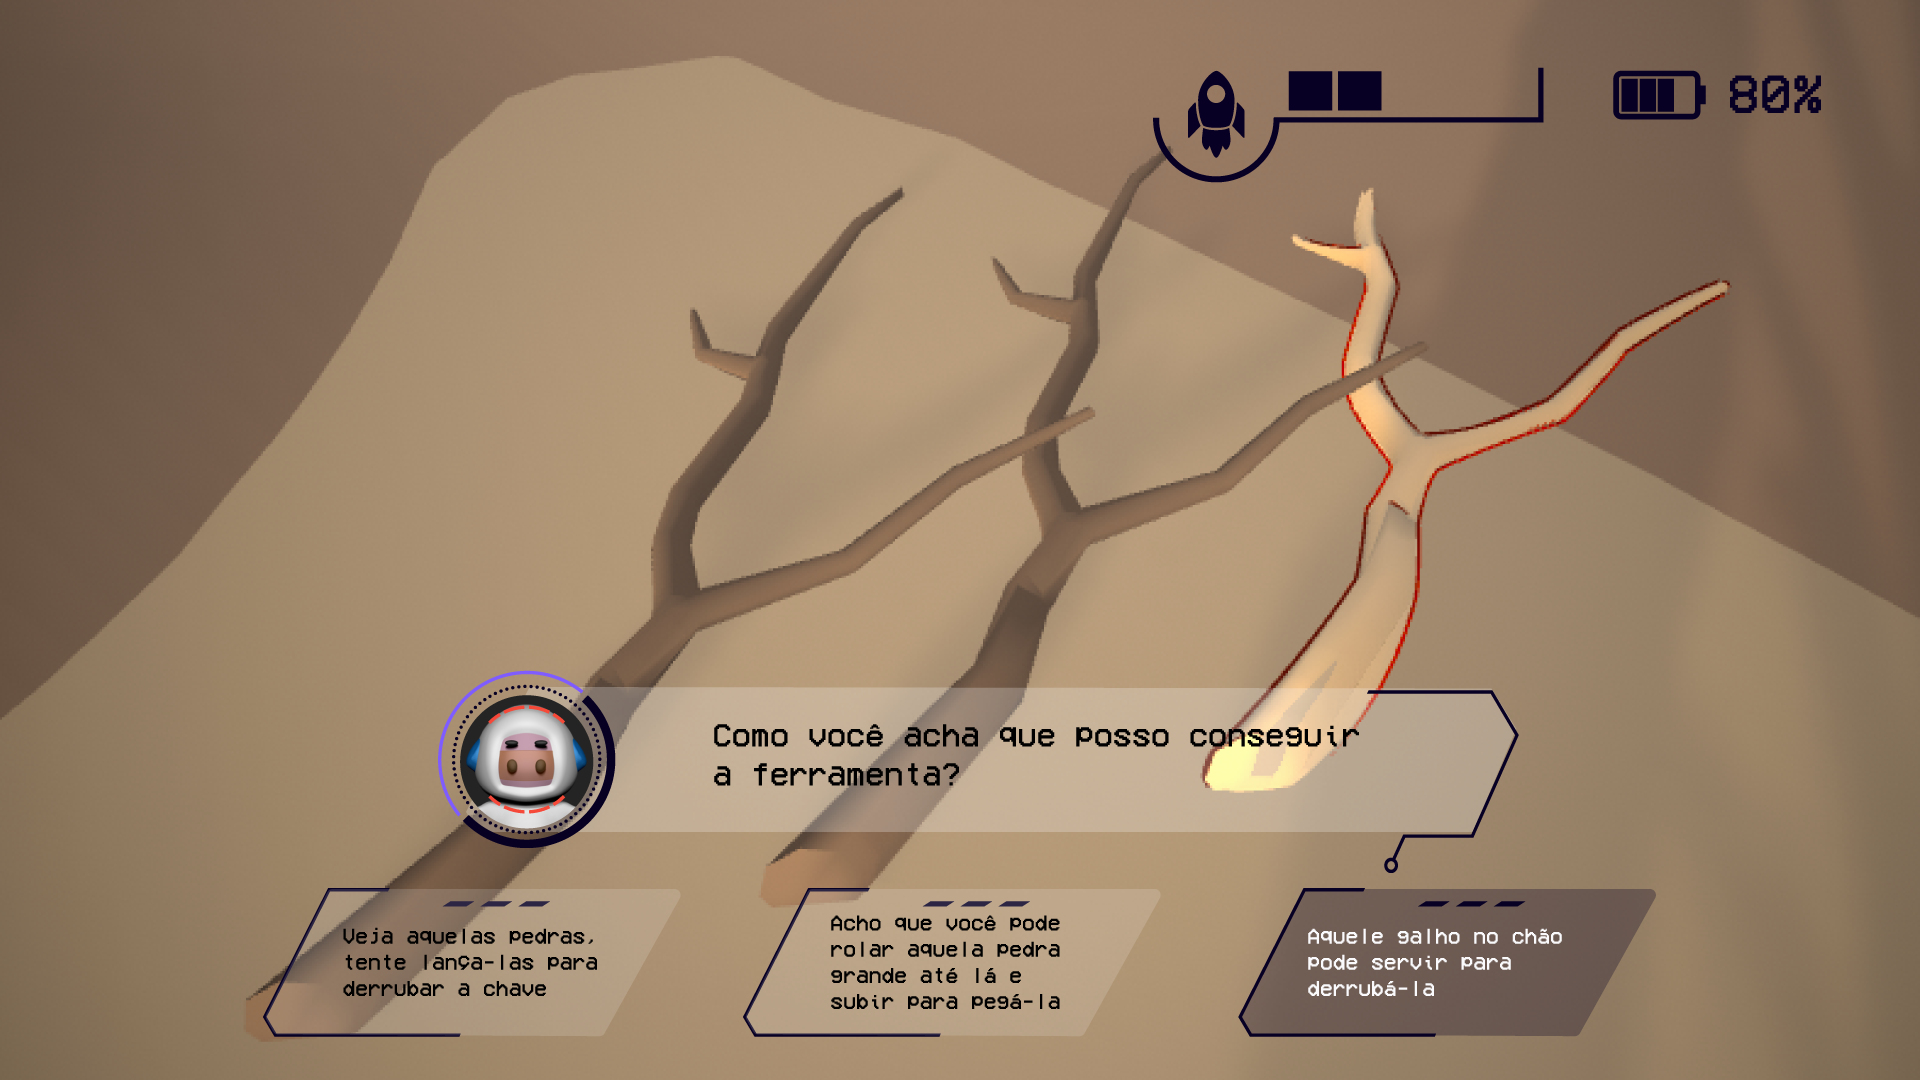 80%
Como você acha que posso conseguir
a ferramenta?
Veja aquelas pedras,
tente lança-las para
derrubar a chave
Acho que você pode
rolar aquela pedra
grande até lá e
subir para pegá-la
Aquele galho no chão
pode servir para
derrubá-la